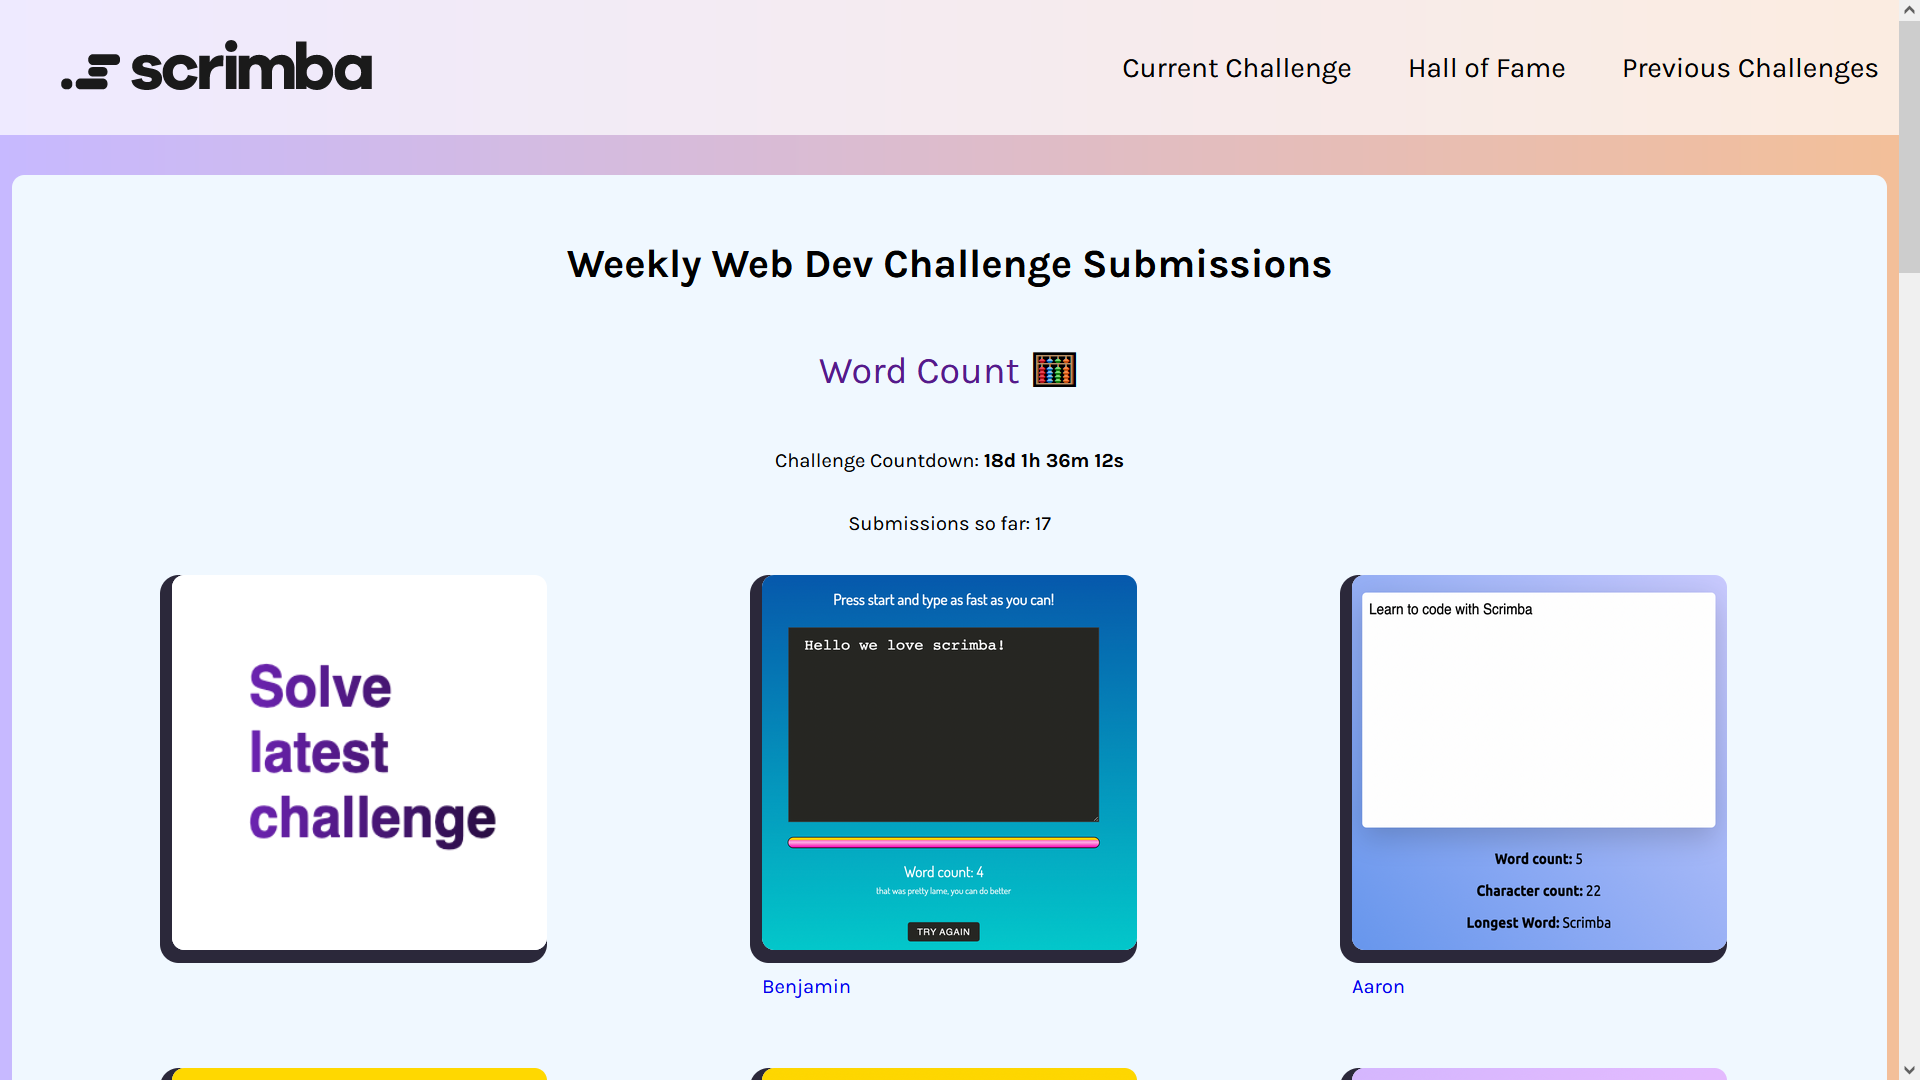 scrimba
Current Challenge
Hall of Fame
Previous Challenges
Weekly Web Dev Challenge Submissions
Word Count
Challenge Countdown: 18d 1h 36m 12s
Submissions so far: 17
Solve
latest
challenge
Press start and type as fast as you can!
Hello we love scrimba!
Word count: 4
that was pretty lame, you can do better
TRY AGAIN
Benjamin
Learn to code with Scrimba
Word count: 5
Character count: 22
Longest Word: Scrimba
Aaron